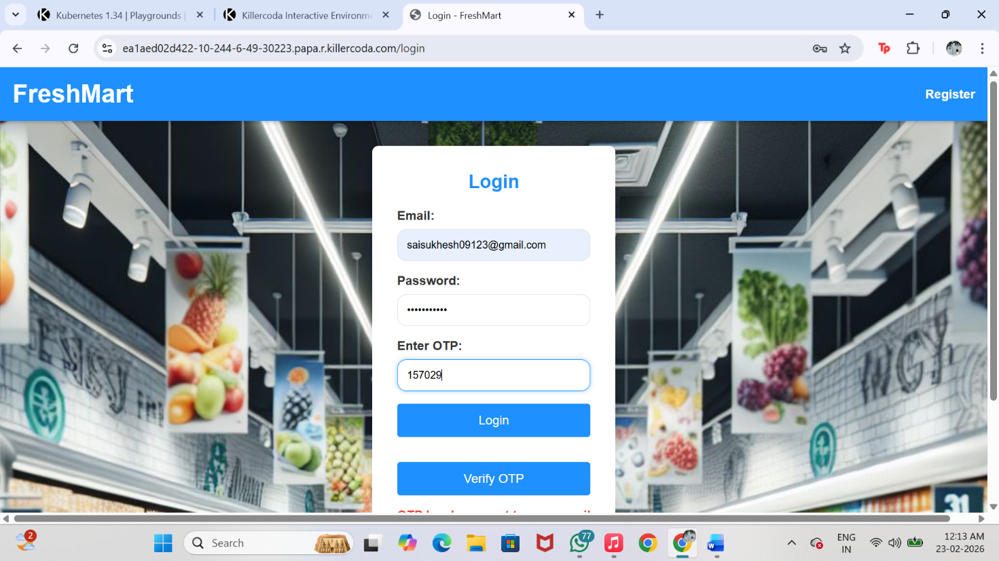 Kubernetes 1.34 | Playgrounds |
Killercoda Interactive Environme
Login - FreshMart
ea1aed02d422-10-244-6-49-30223.papa.r.killercoda.com/login
Tp
FreshMart
Register
Login
Email:
saisukhesh09123@gmail.com
Password:
•••••••••••
Enter OTP:
157029
Login
Verify OTP
31
2
Search
77
W
ENG
IN
12:13 AM
23-02-2026